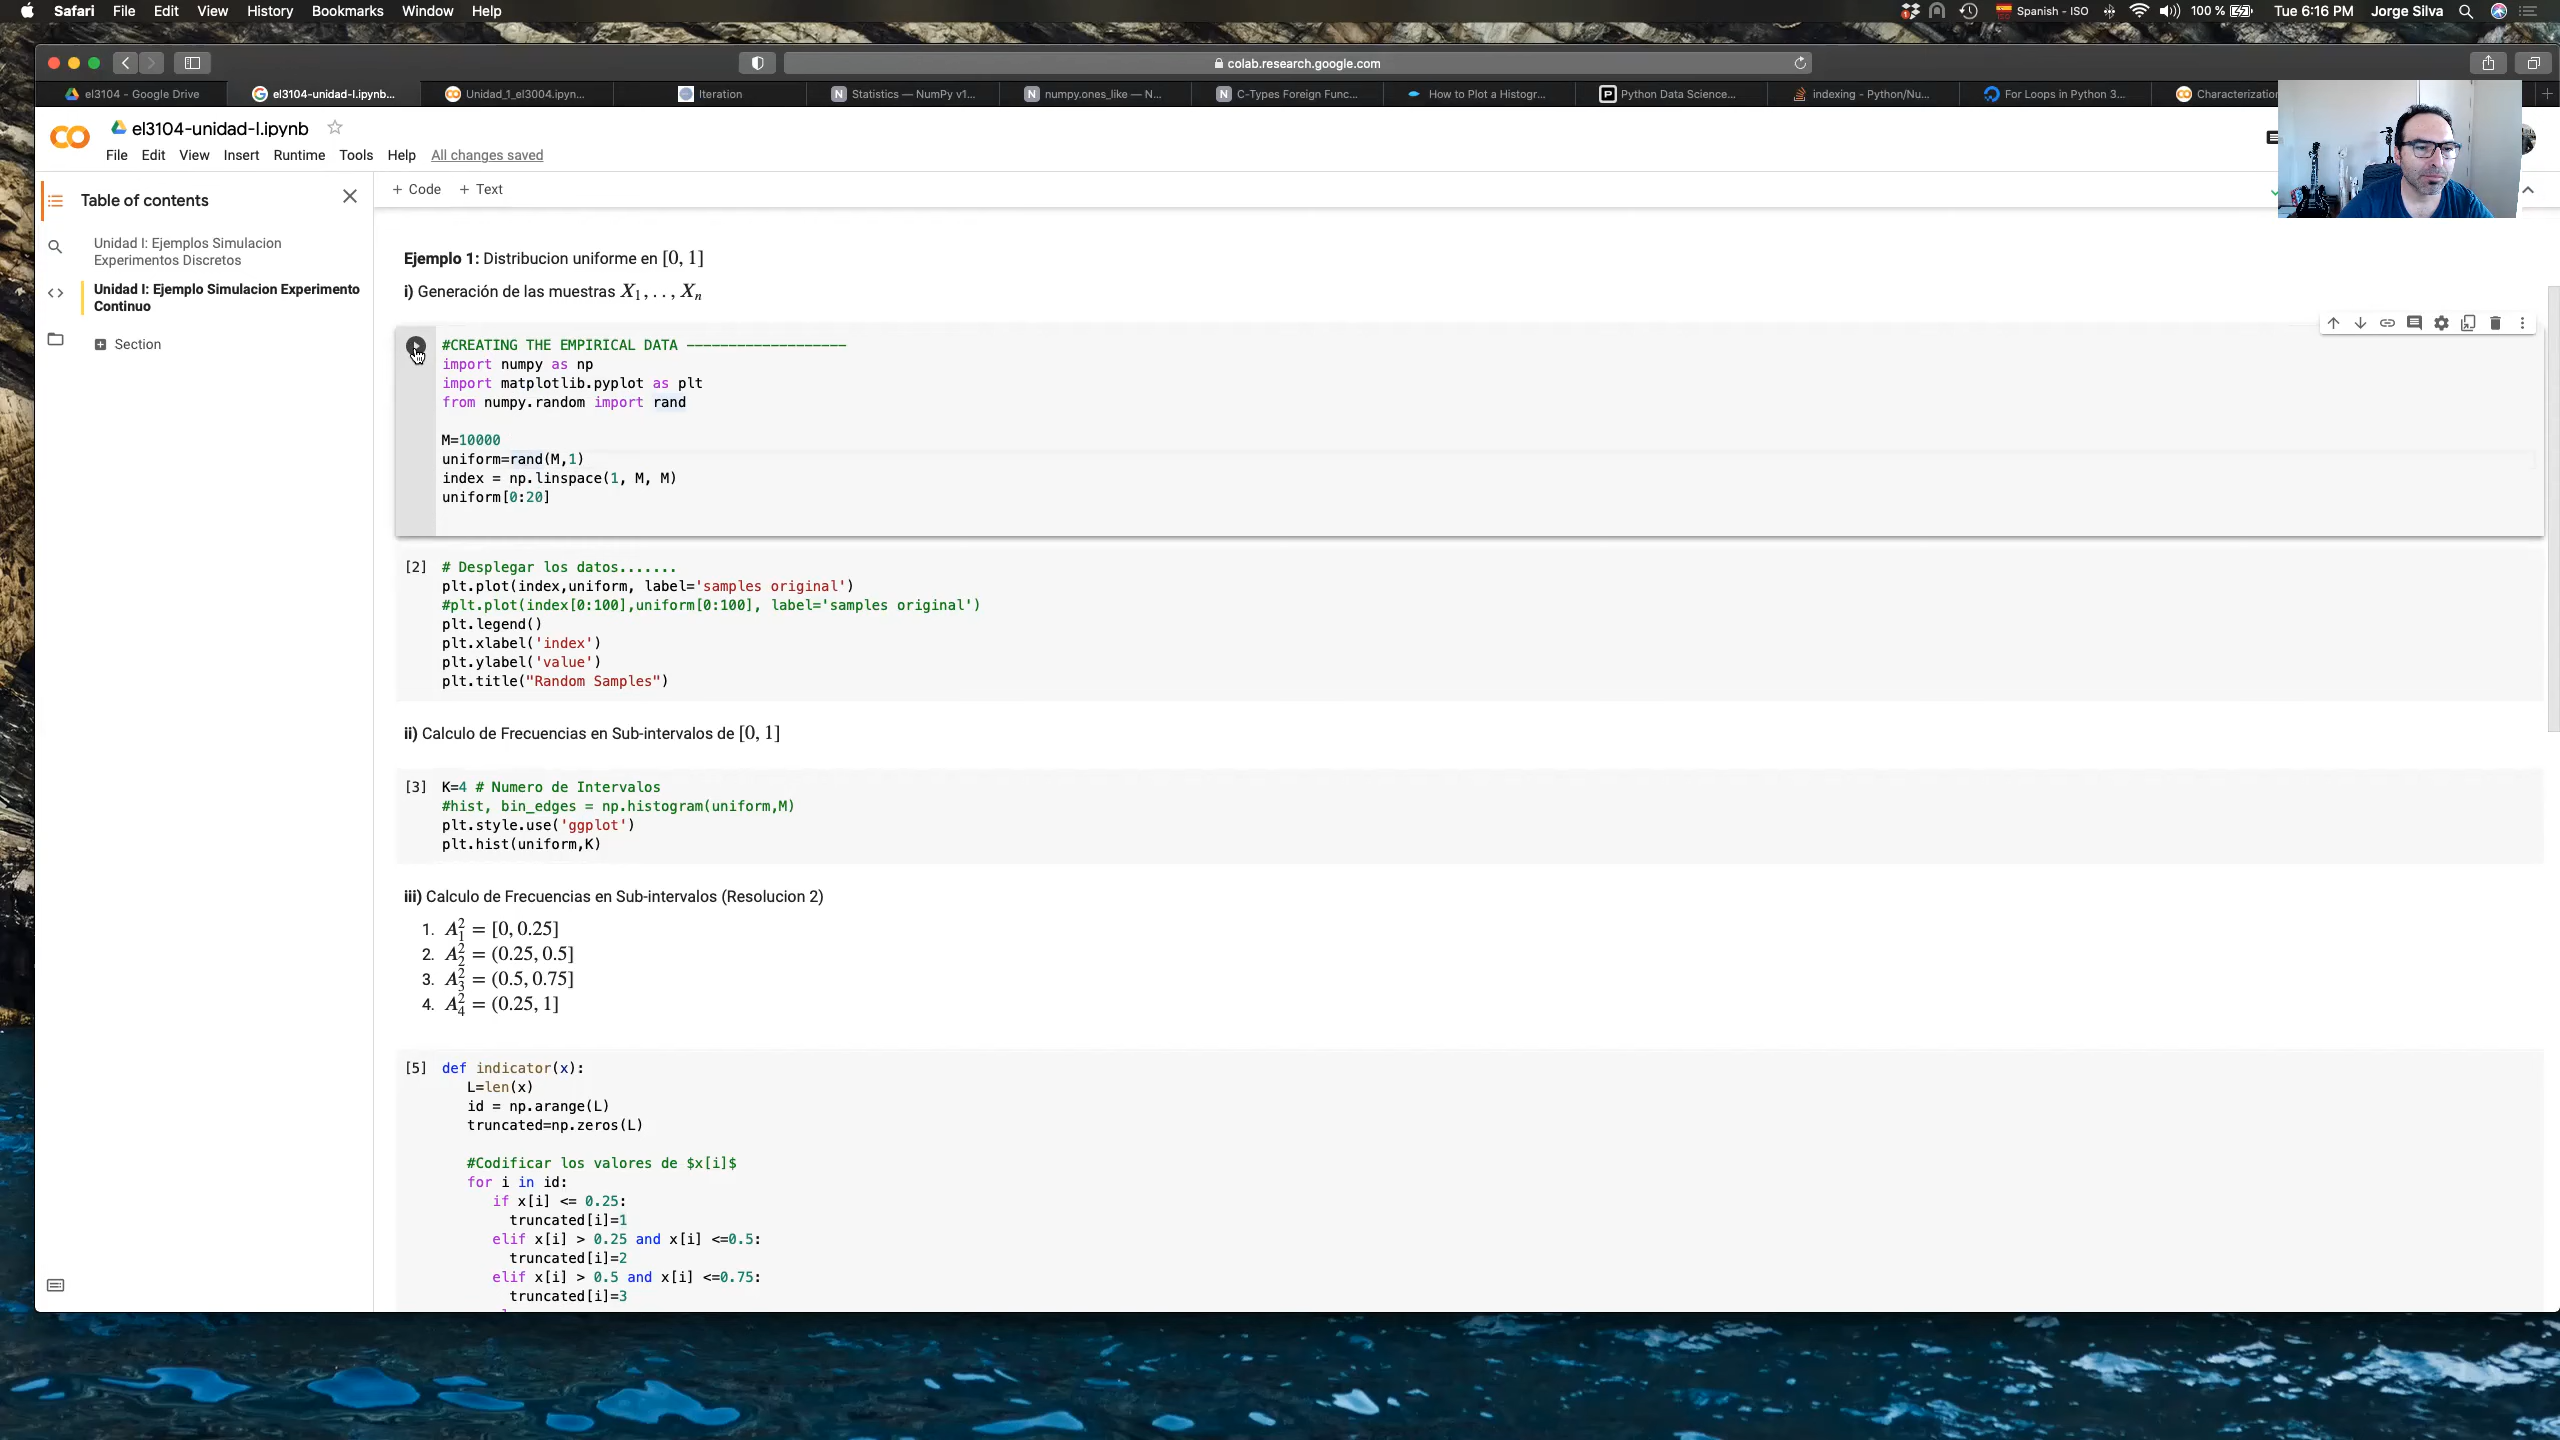 Safari File Edit View History Bookmarks Window Help
Spanish - ISO 100 % Tue 6:16 PM Jorge Silva
colab.research.google.com
el3104 - Google Drive
el3104-unidad-I.ipynb...
Unidad_1_el3004.ipyn...
Iteration
Statistics — NumPy v1...
numpy.ones_like — N...
C-Types Foreign Func...
How to Plot a Histogr...
Python Data Science...
indexing - Python/Nu...
For Loops in Python 3...
Characterization
el3104-unidad-I.ipynb
File Edit View Insert Runtime Tools Help All changes saved
Table of contents
Unidad I: Ejemplos Simulacion
Experimentos Discretos
Unidad I: Ejemplo Simulacion Experimento
Continuo
Section
+ Code + Text
Ejemplo 1: Distribucion uniforme en [0, 1]
i) Generación de las muestras X₁, . . , Xₙ
#CREATING THE EMPIRICAL DATA -------------------
import numpy as np
import matplotlib.pyplot as plt
from numpy.random import rand
M=10000
uniform=rand(M,1)
index = np.linspace(1, M, M)
uniform[0:20]
[2] # Desplegar los datos.......
plt.plot(index,uniform, label='samples original')
#plt.plot(index[0:100],uniform[0:100], label='samples original')
plt.legend()
plt.xlabel('index')
plt.ylabel('value')
plt.title("Random Samples")
ii) Calculo de Frecuencias en Sub-intervalos de [0, 1]
[3] K=4 # Numero de Intervalos
#hist, bin_edges = np.histogram(uniform,M)
plt.style.use('ggplot')
plt.hist(uniform,K)
iii) Calculo de Frecuencias en Sub-intervalos (Resolucion 2)
1. A₁² = [0, 0.25]
2. A₂² = (0.25, 0.5]
3. A₃² = (0.5, 0.75]
4. A₄² = (0.25, 1]
[5] def indicator(x):
L=len(x)
id = np.arange(L)
truncated=np.zeros(L)
#Codificar los valores de $x[i]$
for i in id:
if x[i] <= 0.25:
truncated[i]=1
elif x[i] > 0.25 and x[i] <=0.5:
truncated[i]=2
elif x[i] > 0.5 and x[i] <=0.75:
truncated[i]=3